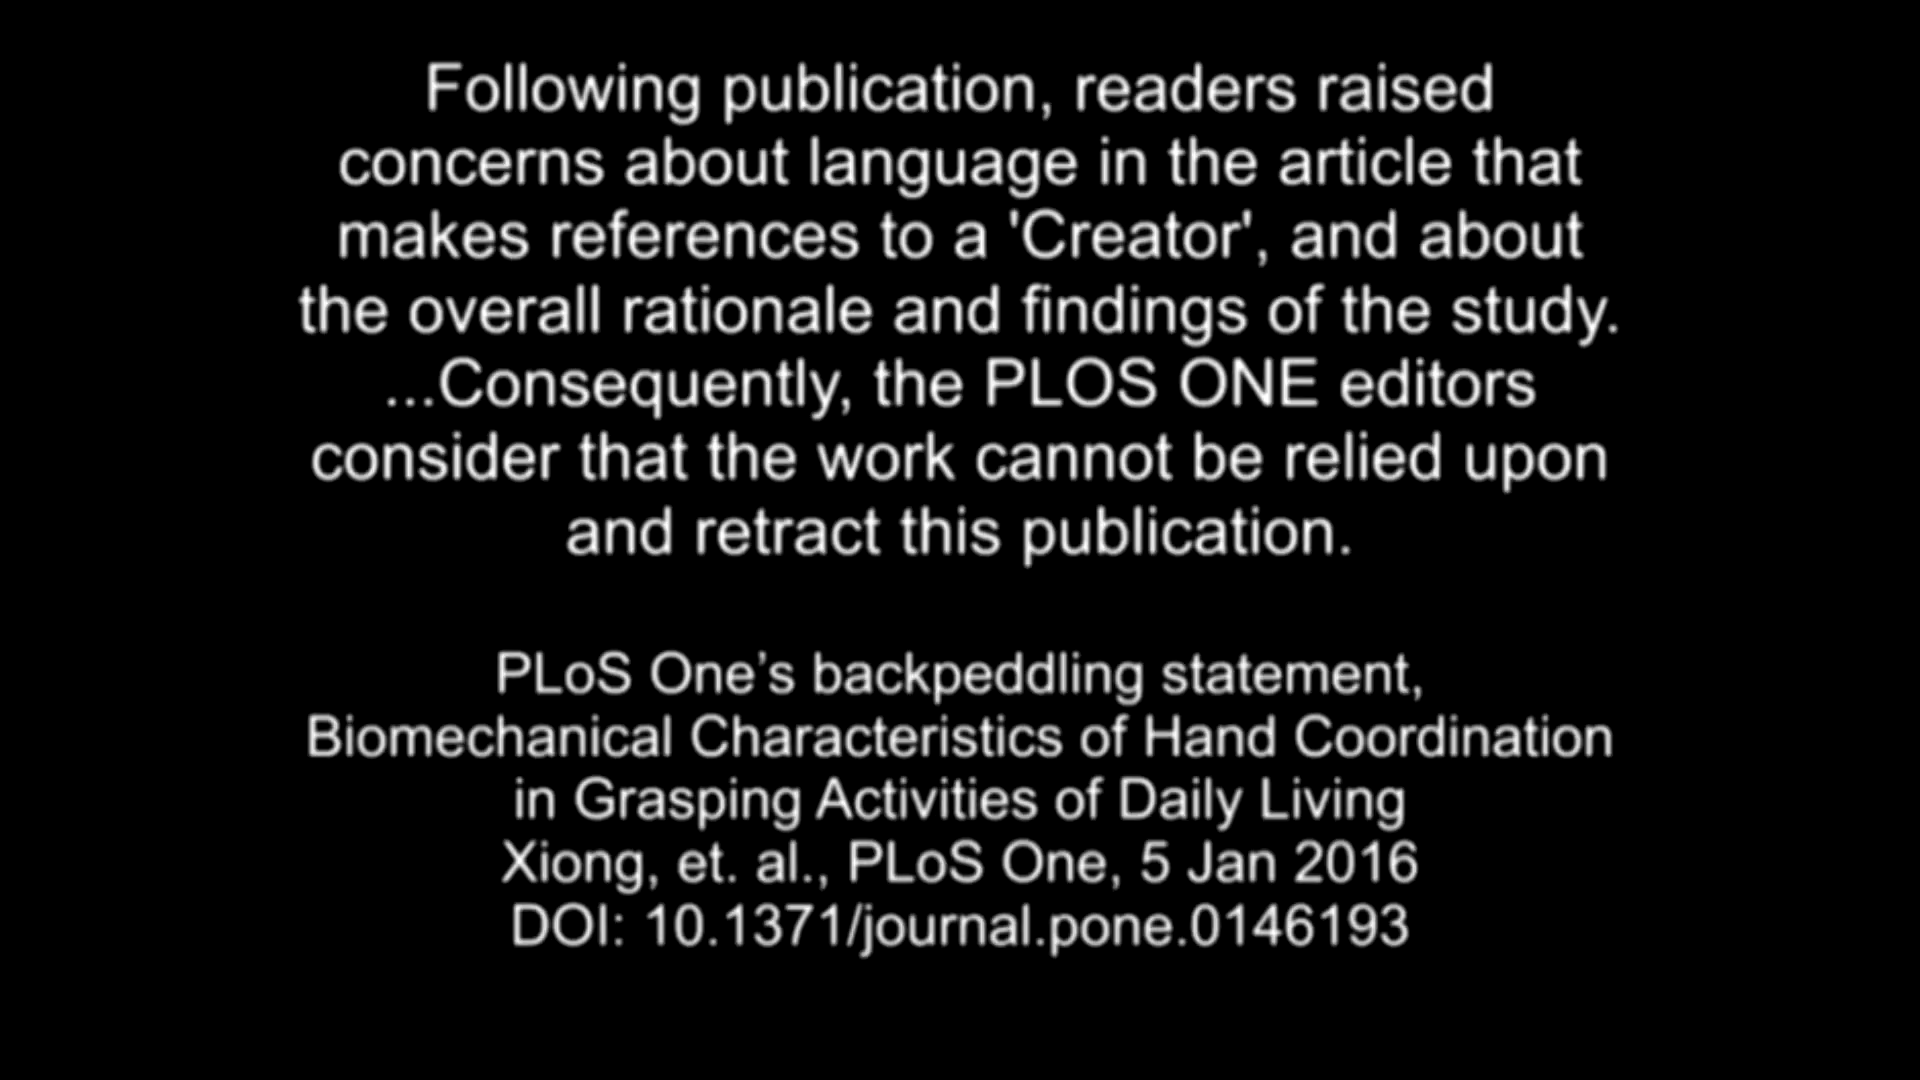 Following publication, readers raised
concerns about language in the article that
makes references to a 'Creator', and about
the overall rationale and findings of the study.
...Consequently, the PLOS ONE editors
consider that the work cannot be relied upon
and retract this publication.
PLoS One’s backpeddling statement,
Biomechanical Characteristics of Hand Coordination
in Grasping Activities of Daily Living
Xiong, et. al., PLoS One, 5 Jan 2016
DOI: 10.1371/journal.pone.0146193